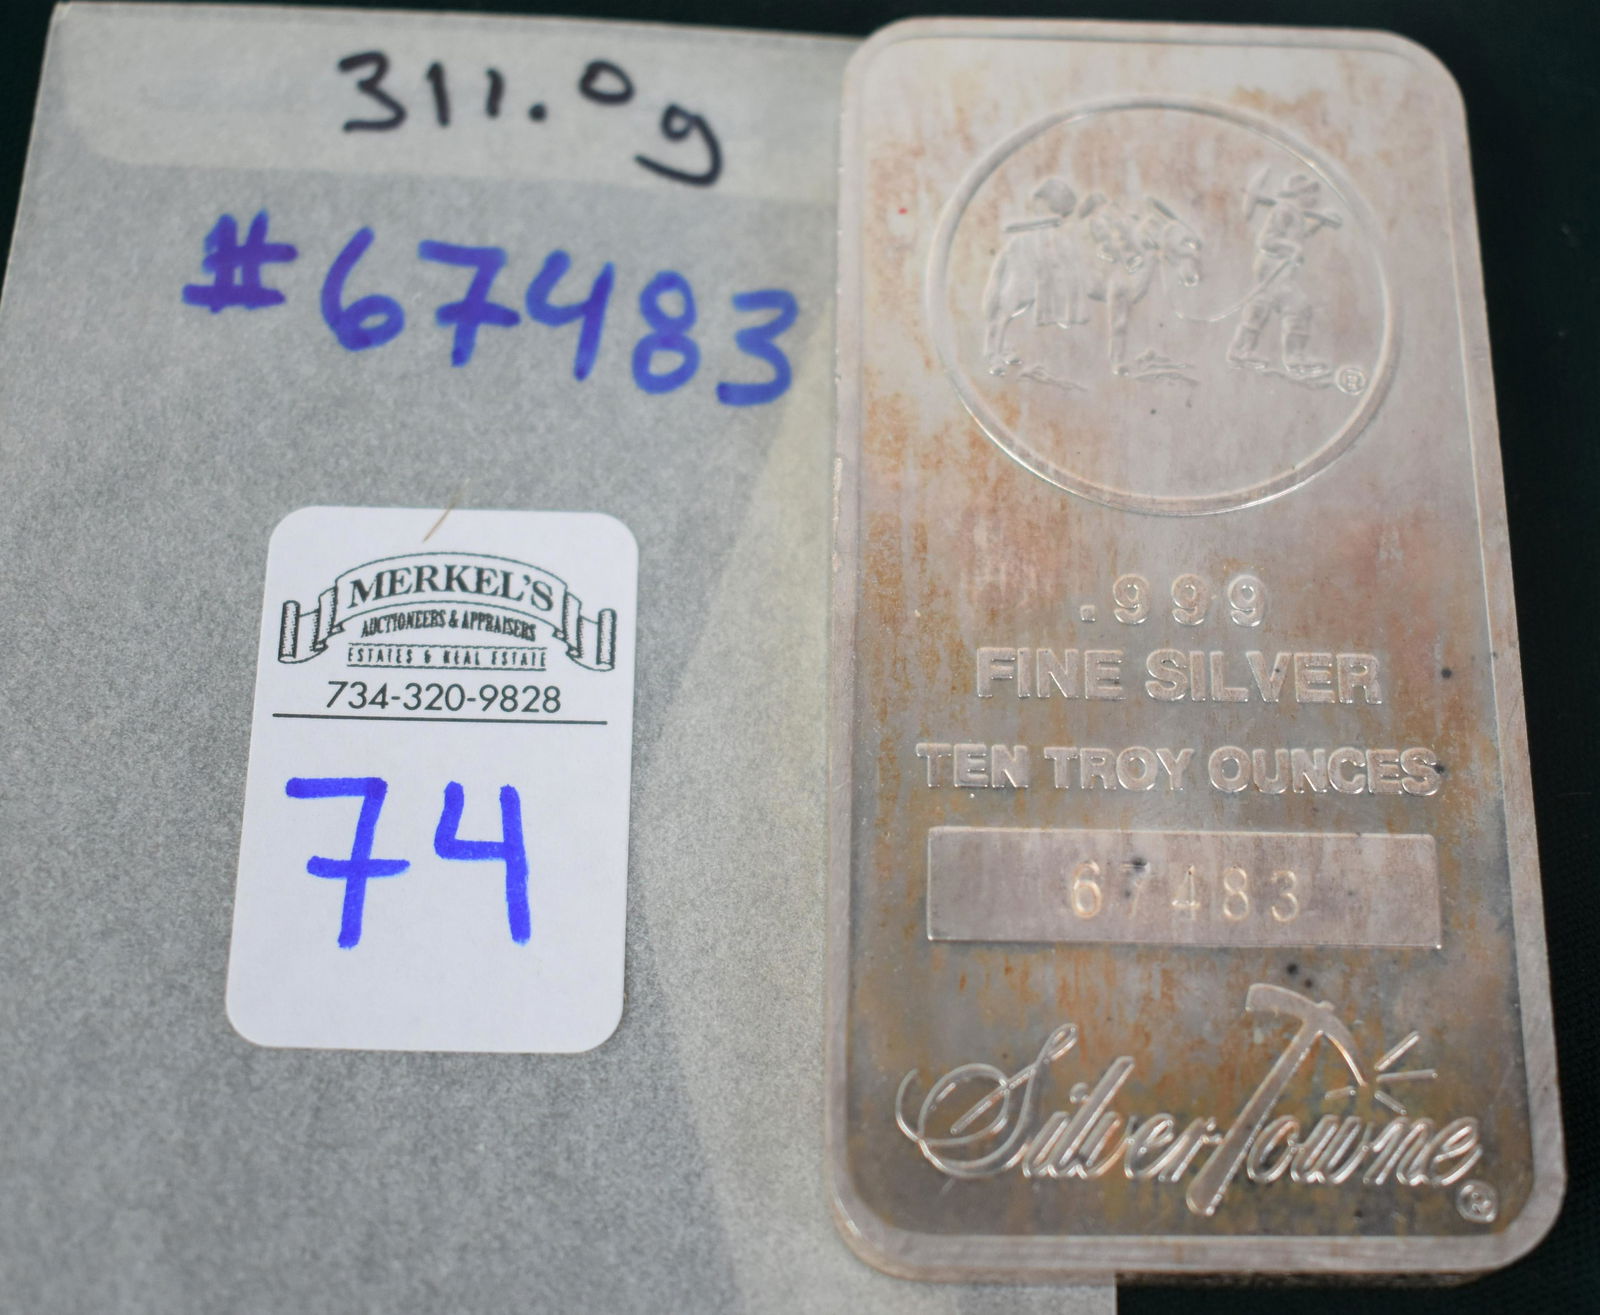 311.0g
#67483
MERKEL'S
AUCTIONEERS & APPRAISERS
ESTATES & REAL ESTATE
734-320-9828
74
®
.999
FINE SILVER
TEN TROY OUNCES
67483
SilverTowne
®